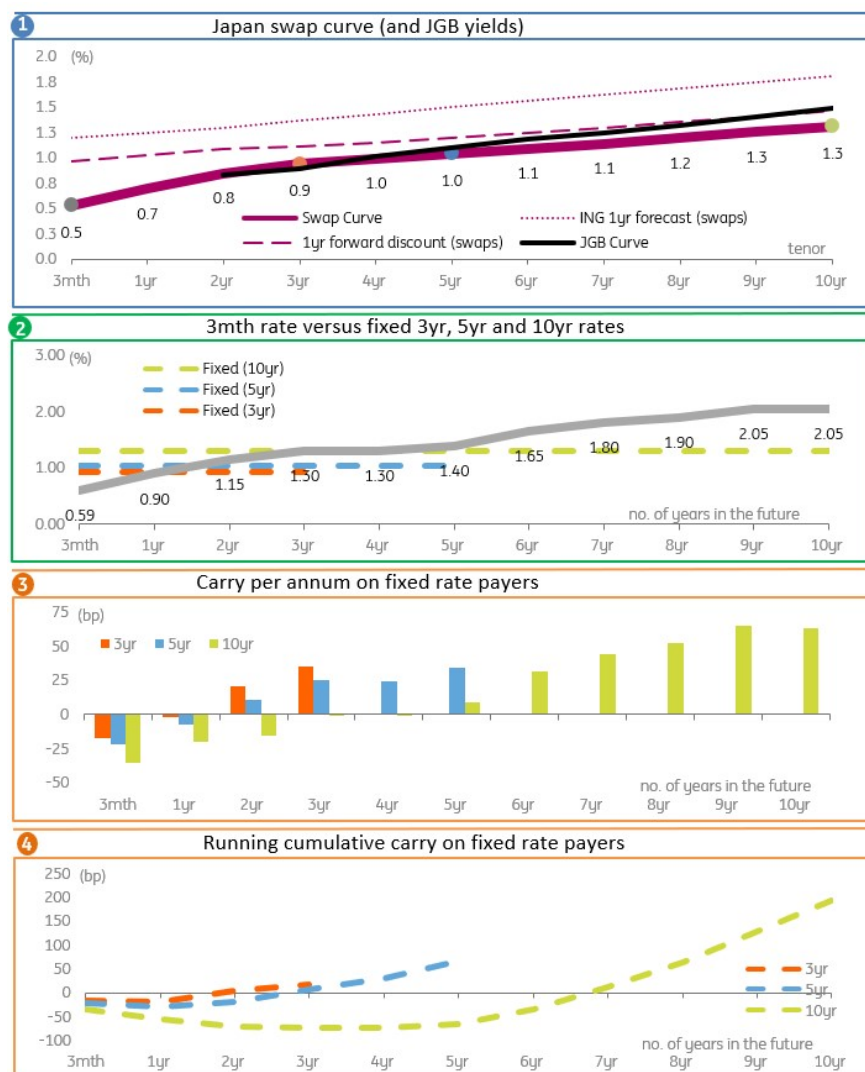 1 Japan swap curve (and JGB yields)
2.0
(%)
1.8
1.5
1.3
1.0
0.8
0.5
0.3
0.0
0.5
0.7
0.8
0.9
1.0
1.0
1.1
1.1
1.2
1.3
1.3
Swap Curve
ING 1yr forecast (swaps)
1yr forward discount (swaps)
JGB Curve
tenor
3mth 1yr 2yr 3yr 4yr 5yr 6yr 7yr 8yr 9yr 10yr
2 3mth rate versus fixed 3yr, 5yr and 10yr rates
3.00
(%)
2.00
1.00
0.00
Fixed (10yr)
Fixed (5yr)
Fixed (3yr)
0.59
0.90
1.15
1.30
1.30
1.40
1.65
1.80
1.90
2.05
2.05
no. of years in the future
3mth 1yr 2yr 3yr 4yr 5yr 6yr 7yr 8yr 9yr 10yr
3 Carry per annum on fixed rate payers
75
(bp)
50
25
0
-25
-50
3yr 5yr 10yr
no. of years in the future
3mth 1yr 2yr 3yr 4yr 5yr 6yr 7yr 8yr 9yr 10yr
4 Running cumulative carry on fixed rate payers
250
(bp)
200
150
100
50
0
-50
-100
3yr
5yr
10yr
no. of years in the future
3mth 1yr 2yr 3yr 4yr 5yr 6yr 7yr 8yr 9yr 10yr